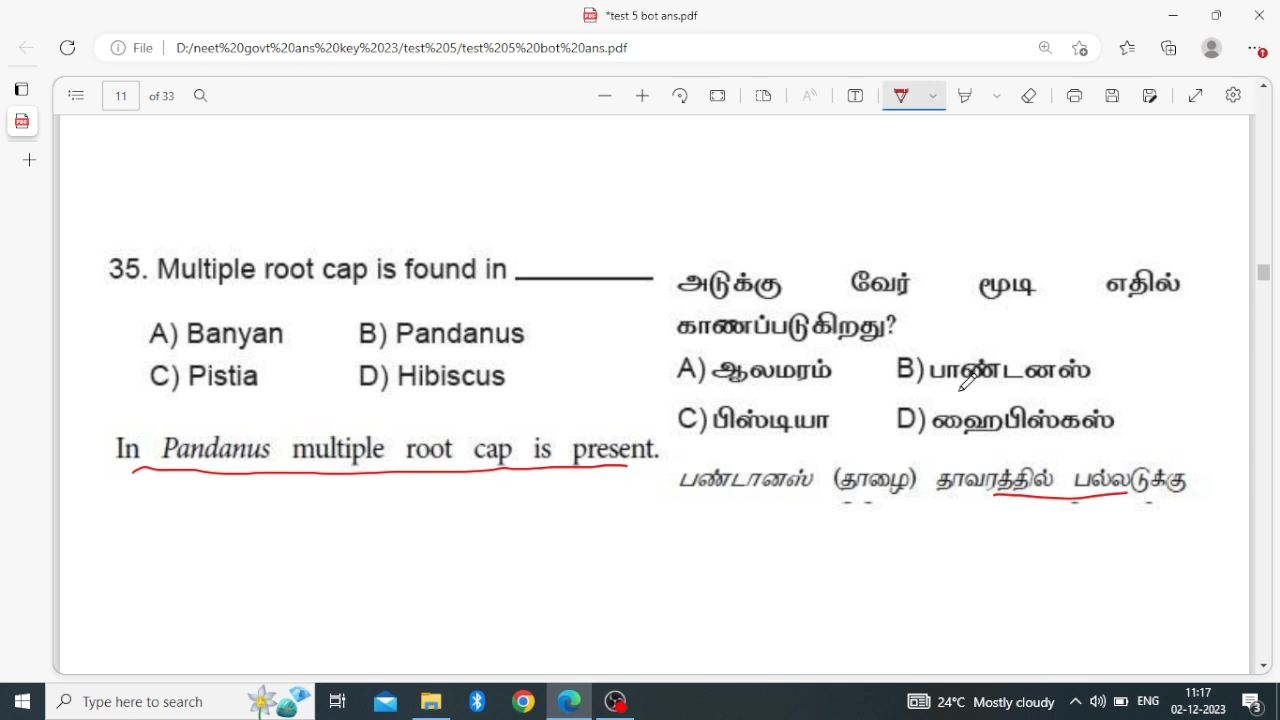 *test 5 bot ans.pdf
File
D:/neet%20govt%20ans%20key%2023/test%205/test%205%20bot%20ans.pdf
11 of 33
35. Multiple root cap is found in
A) Banyan B) Pandanus
C) Pistia D) Hibiscus
In Pandanus multiple root cap is present.
அடுக்கு வேர் மூடி எதில்
காணப்படுகிறது?
A) ஆலமரம் B) பாண்டனஸ்
C) பிஸ்டியா D) ஹைபிஸ்கஸ்
பண்டானஸ் (தாழை) தாவரத்தில் பல்லடுக்கு
Type here to search
24°C Mostly cloudy
ENG
11:17
02-12-2023
3